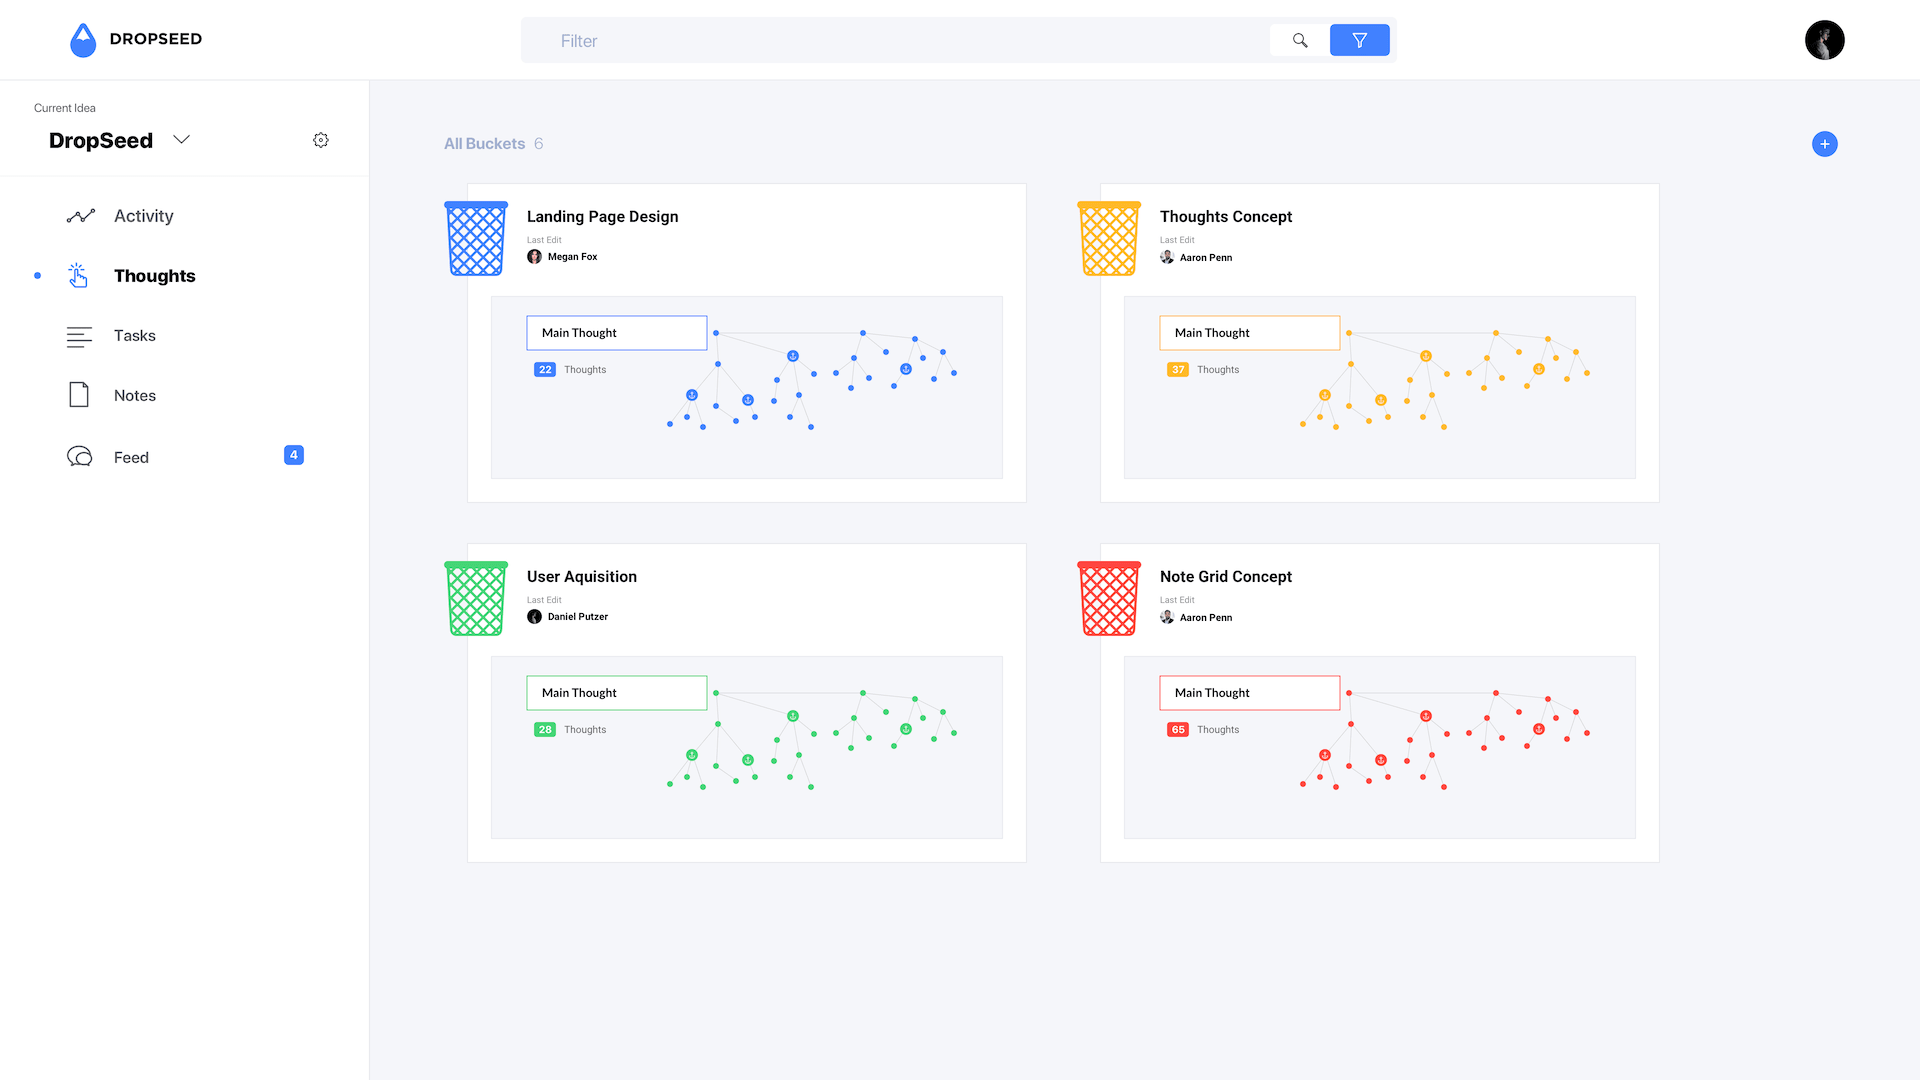 DROPSEED
Filter
Current Idea
DropSeed
Activity
Thoughts
Tasks
Notes
Feed
4
All Buckets 6
+
Landing Page Design
Last Edit
Megan Fox
Main Thought
22 Thoughts
Thoughts Concept
Last Edit
Aaron Penn
Main Thought
37 Thoughts
User Aquisition
Last Edit
Daniel Putzer
Main Thought
28 Thoughts
Note Grid Concept
Last Edit
Aaron Penn
Main Thought
65 Thoughts